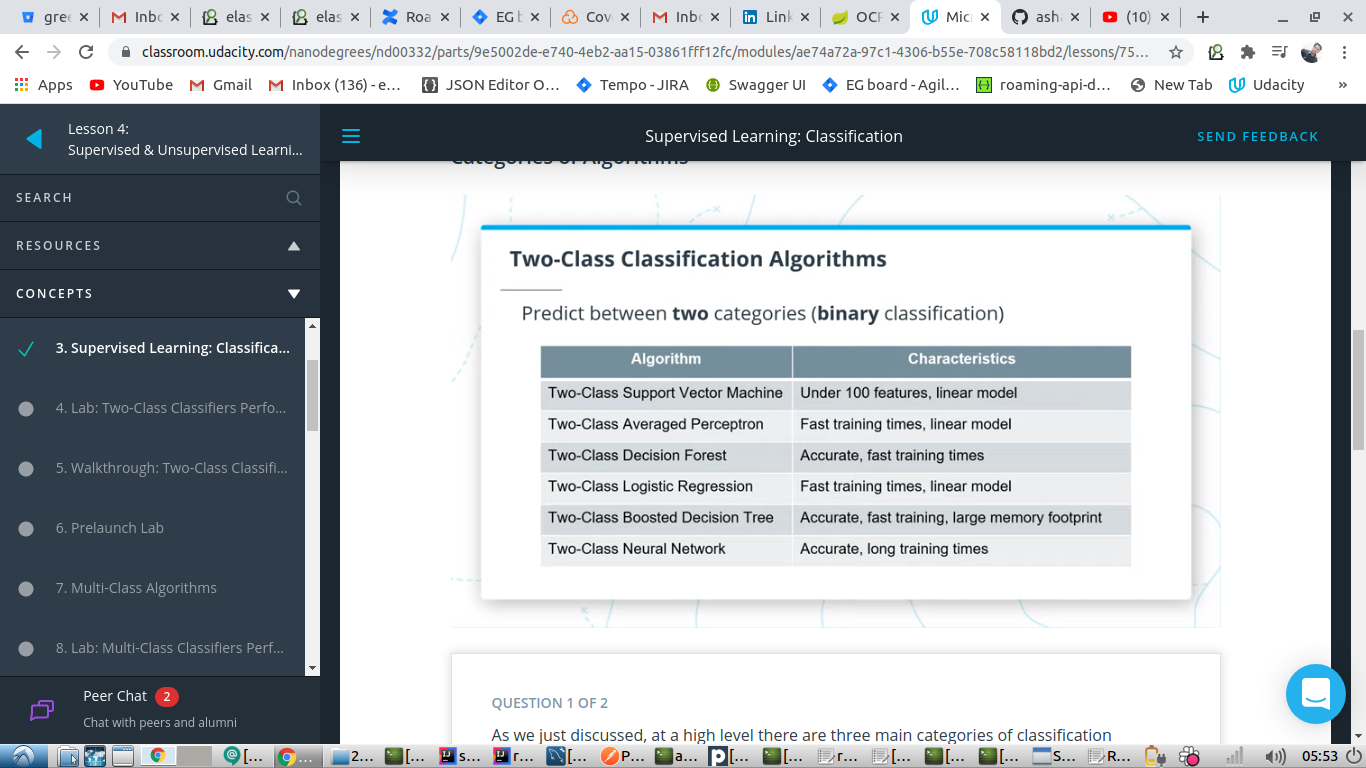 gree
Inbo
elas
elas
Roa
EG b
Cov
Inbo
Link
OCF
Mic
asha
(10)
classroom.udacity.com/nanodegrees/nd00332/parts/9e5002de-e740-4eb2-aa15-03861fff12fc/modules/ae74a72a-97c1-4306-b55e-708c58118bd2/lessons/75...
Apps
YouTube
Gmail
Inbox (136) - e...
JSON Editor O...
Tempo - JIRA
Swagger UI
EG board - Agil...
roaming-api-d...
New Tab
Udacity
»
Lesson 4:
Supervised & Unsupervised Learni...
Supervised Learning: Classification
SEND FEEDBACK
SEARCH
RESOURCES
CONCEPTS
3. Supervised Learning: Classifica...
4. Lab: Two-Class Classifiers Perfo...
5. Walkthrough: Two-Class Classifi...
6. Prelaunch Lab
7. Multi-Class Algorithms
8. Lab: Multi-Class Classifiers Perf...
Peer Chat 2
Chat with peers and alumni
Categories of Algorithms
Two-Class Classification Algorithms
Predict between two categories (binary classification)
Algorithm Characteristics
Two-Class Support Vector Machine Under 100 features, linear model
Two-Class Averaged Perceptron Fast training times, linear model
Two-Class Decision Forest Accurate, fast training times
Two-Class Logistic Regression Fast training times, linear model
Two-Class Boosted Decision Tree Accurate, fast training, large memory footprint
Two-Class Neural Network Accurate, long training times
QUESTION 1 OF 2
As we just discussed, at a high level there are three main categories of classification
[...
...
2...
[...
s...
r...
[...
P...
a...
[...
[...
r...
[...
[...
[...
S...
R...
05:53